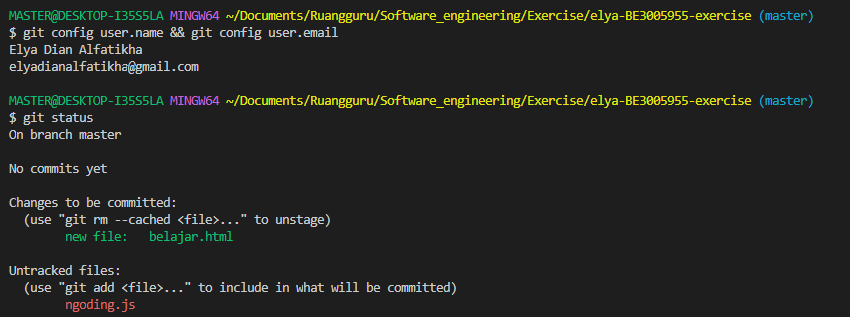 MASTER@DESKTOP-I35S5LA MINGW64 ~/Documents/Ruangguru/Software_engineering/Exercise/elya-BE3005955-exercise (master)
$ git config user.name && git config user.email
Elya Dian Alfatikha
elyadianalfatikha@gmail.com
MASTER@DESKTOP-I35S5LA MINGW64 ~/Documents/Ruangguru/Software_engineering/Exercise/elya-BE3005955-exercise (master)
$ git status
On branch master
No commits yet
Changes to be committed:
  (use "git rm --cached <file>..." to unstage)
        new file:   belajar.html
Untracked files:
  (use "git add <file>..." to include in what will be committed)
        ngoding.js